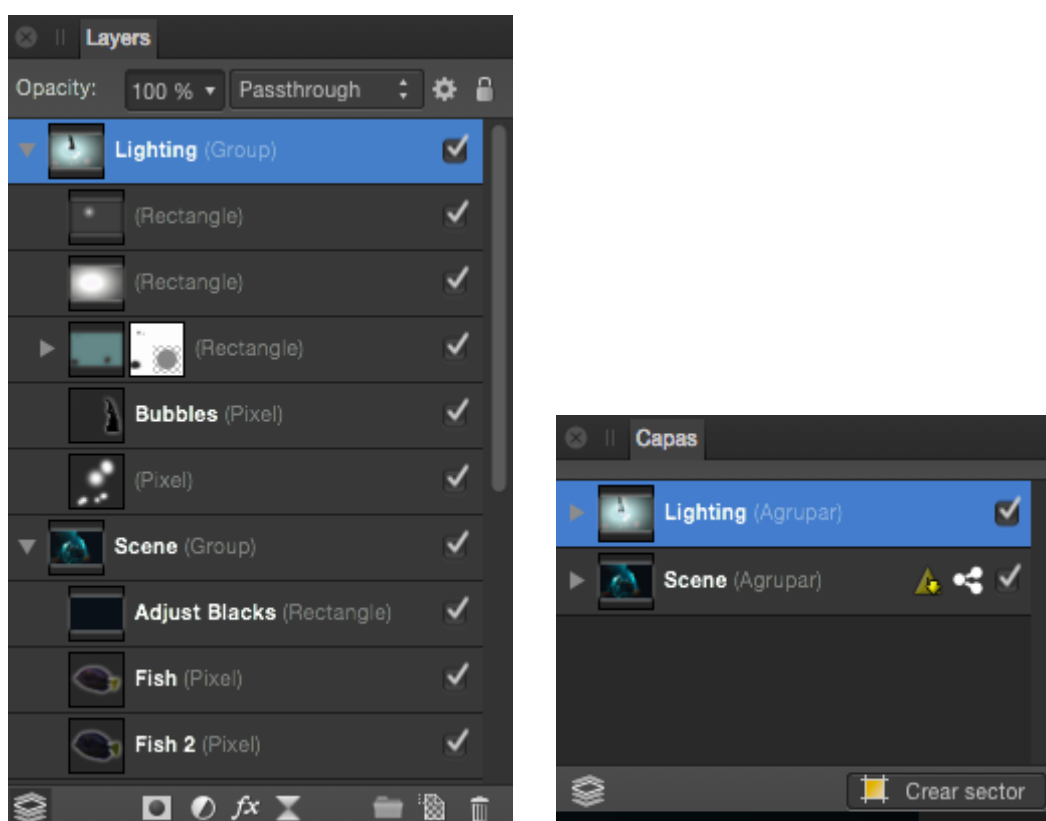 Layers
Opacity: 100 % Passthrough
Lighting (Group)
(Rectangle)
(Rectangle)
(Rectangle)
Bubbles (Pixel)
(Pixel)
Scene (Group)
Adjust Blacks (Rectangle)
Fish (Pixel)
Fish 2 (Pixel)
fx
Capas
Lighting (Agrupar)
Scene (Agrupar)
Crear sector